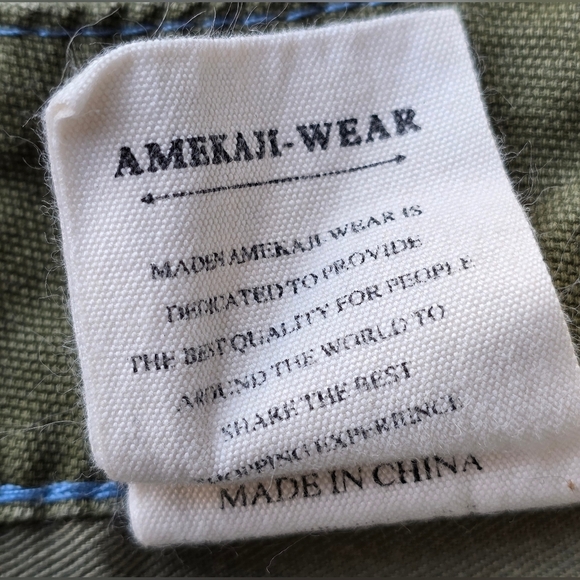 AMEKAJI-WEAR
MADEIN AMEKAJI-WEAR IS
DEDICATED TO PROVIDE
THE BEST QUALITY FOR PEOPLE
AROUND THE WORLD TO
SHARE THE BEST
SHOPPING EXPERIENCE
MADE IN CHINA